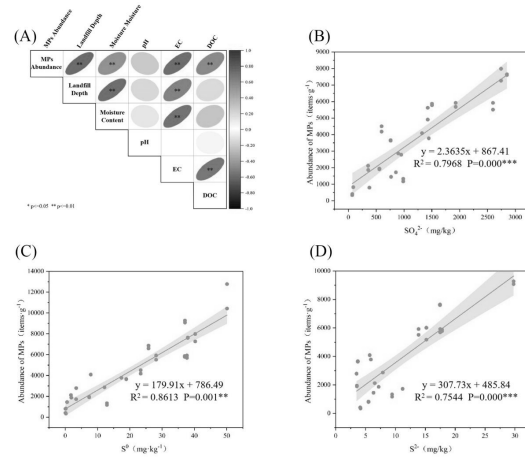 (A)
MPs Abundance
Landfill Depth
Moisture Moisture
pH
EC
DOC
MPs
Abundance
**
**
**
**
Landfill
Depth
**
**
Moisture
Content
**
pH
EC
**
DOC
* p<=0.05 ** p<=0.01
1.0
0.8
0.6
0.4
0.2
0.0
-0.2
-0.4
-0.6
-0.8
-1.0
(B)
Abundance of MPs (items·g⁻¹)
8000
7000
6000
5000
4000
3000
2000
1000
0
y = 2.3635x + 867.41
R² = 0.7968 P=0.000***
0 500 1000 1500 2000 2500 3000
SO₄²⁻ (mg/kg)
(C)
Abundance of MPs (items·g⁻¹)
14000
12000
10000
8000
6000
4000
2000
0
y = 179.91x + 786.49
R² = 0.8613 P=0.001**
0 10 20 30 40 50
S⁰ (mg·kg⁻¹)
(D)
Abundance of MPs (items·g⁻¹)
10000
8000
6000
4000
2000
0
y = 307.73x + 485.84
R² = 0.7544 P=0.000***
5 10 15 20 25 30
S²⁻ (mg/kg)